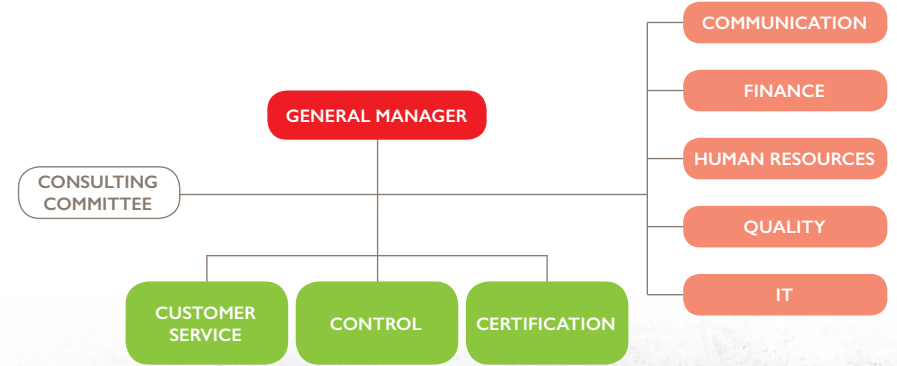 COMMUNICATION
FINANCE
GENERAL MANAGER
HUMAN RESOURCES
CONSULTING
COMMITTEE
QUALITY
IT
CUSTOMER
SERVICE
CONTROL
CERTIFICATION